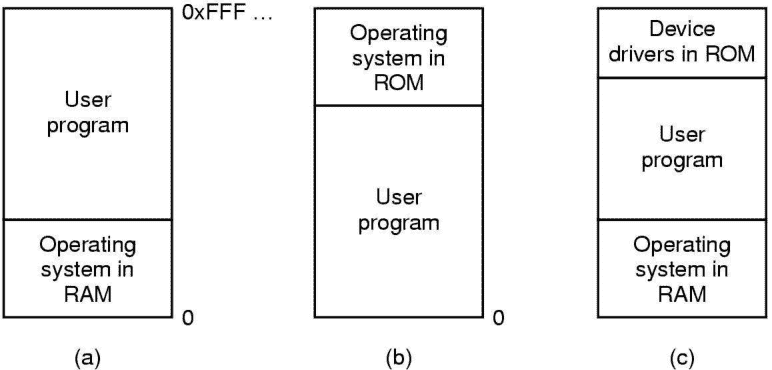 0xFFF ...
User
program
Operating
system in
RAM
0
(a)
Operating
system in
ROM
User
program
0
(b)
Device
drivers in ROM
User
program
Operating
system in
RAM
(c)